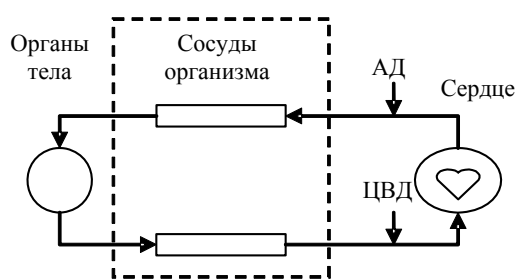 Органы
тела
Сосуды
организма
АД
Сердце
ЦВД